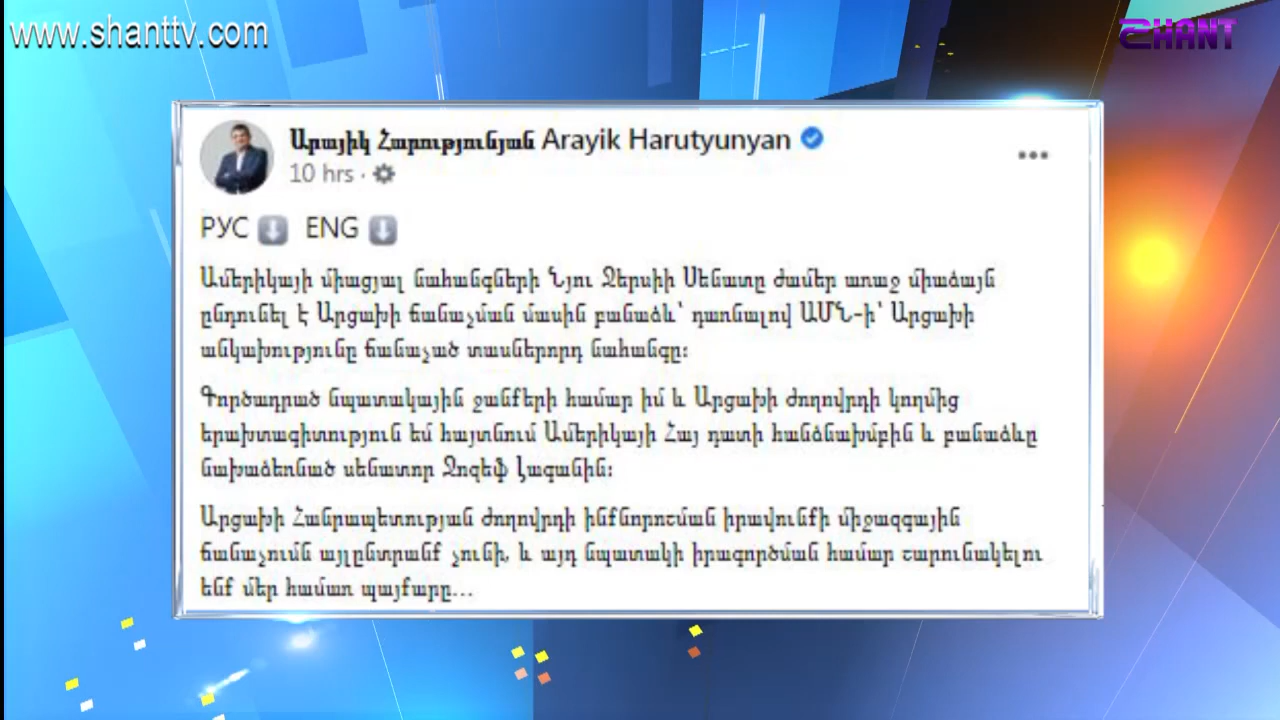 www.shanttv.com
SHANT
Արայիկ Հարությունյան Arayik Harutyunyan
10 hrs ·
РУС ENG
Ամերիկայի միացյալ նահանգների Նյու Ջերսիի Սենատը ժամեր առաջ միաձայն
ընդունել է Արցախի ճանաչման մասին բանաձև՝ դառնալով ԱՄՆ-ի՝ Արցախի
անկախությունը ճանաչած տասներորդ նահանգը։
Գործադրած նպատակային ջանքերի համար իմ և Արցախի ժողովրդի կողմից
երախտագիտություն եմ հայտնում Ամերիկայի Հայ դատի հանձնախմբին և բանաձևը
նախաձեռնած սենատոր Ջոզեֆ Լագանին։
Արցախի Հանրապետության ժողովրդի ինքնորոշման իրավունքի միջազգային
ճանաչումն այլընտրանք չունի, և այդ նպատակի իրագործման համար շարունակելու
ենք մեր համառ պայքարը...